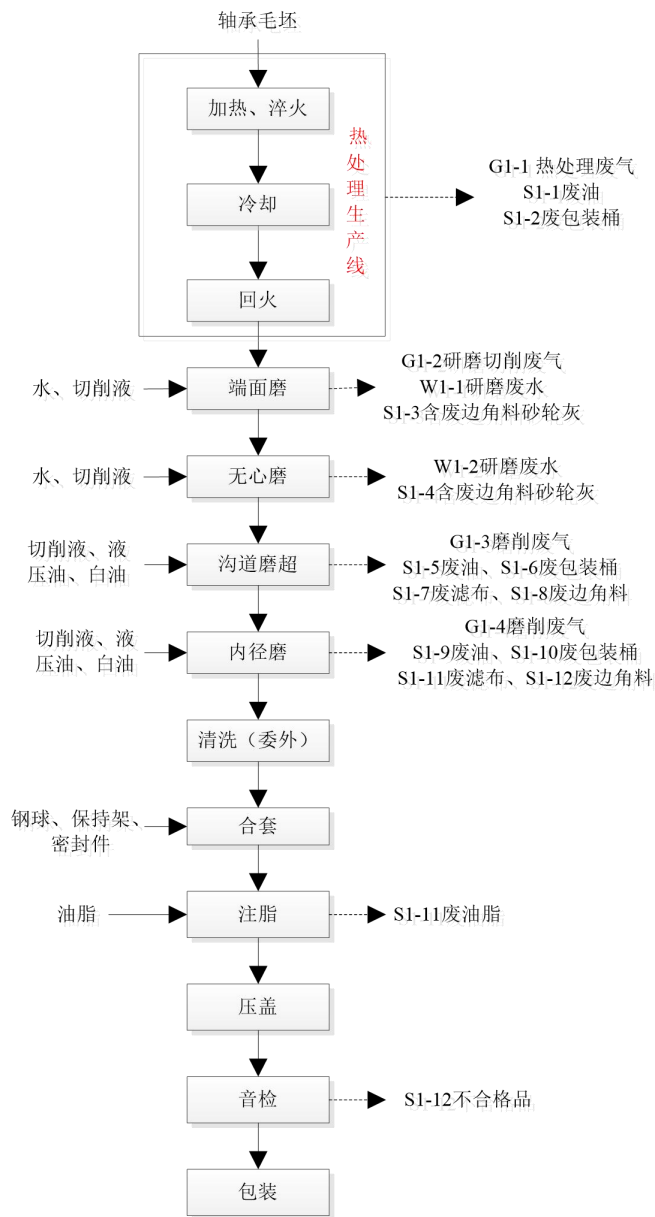 轴承毛坯
加热、淬火
冷却
回火
热处理生产线
G1-1 热处理废气
S1-1废油
S1-2废包装桶
水、切削液
端面磨
G1-2研磨切削废气
W1-1研磨废水
S1-3含废边角料砂轮灰
水、切削液
无心磨
W1-2研磨废水
S1-4含废边角料砂轮灰
切削液、液
压油、白油
沟道磨超
G1-3磨削废气
S1-5废油、S1-6废包装桶
S1-7废滤布、S1-8废边角料
切削液、液
压油、白油
内径磨
G1-4磨削废气
S1-9废油、S1-10废包装桶
S1-11废滤布、S1-12废边角料
清洗（委外）
钢球、保持架、
密封件
合套
油脂
注脂
S1-11废油脂
压盖
音检
S1-12不合格品
包装